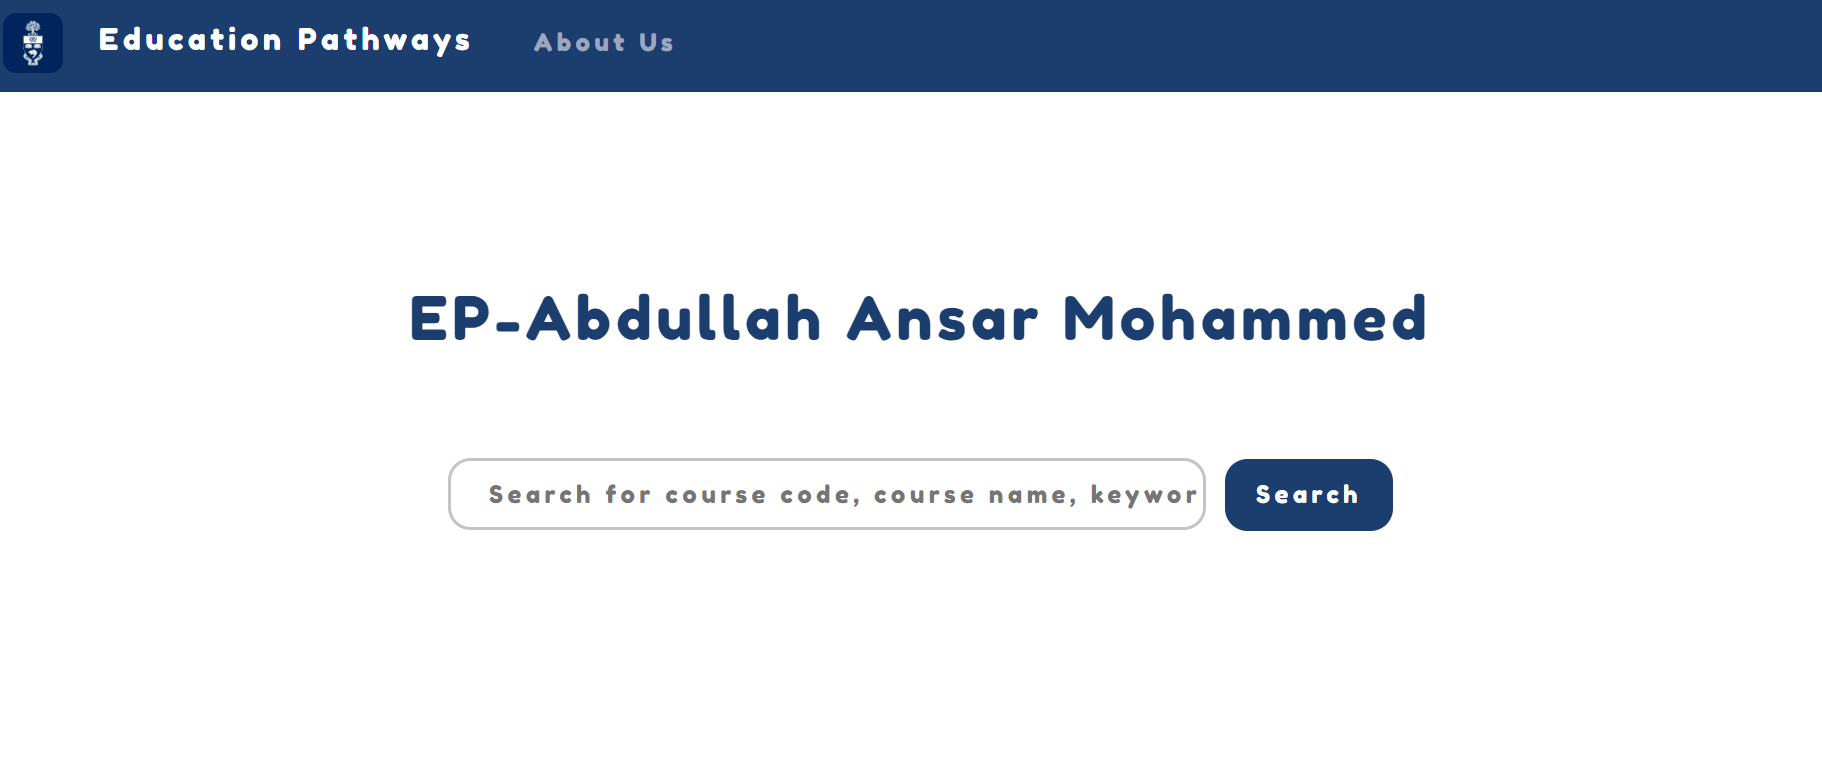 Education Pathways About Us
EP-Abdullah Ansar Mohammed
Search for course code, course name, keywor
Search